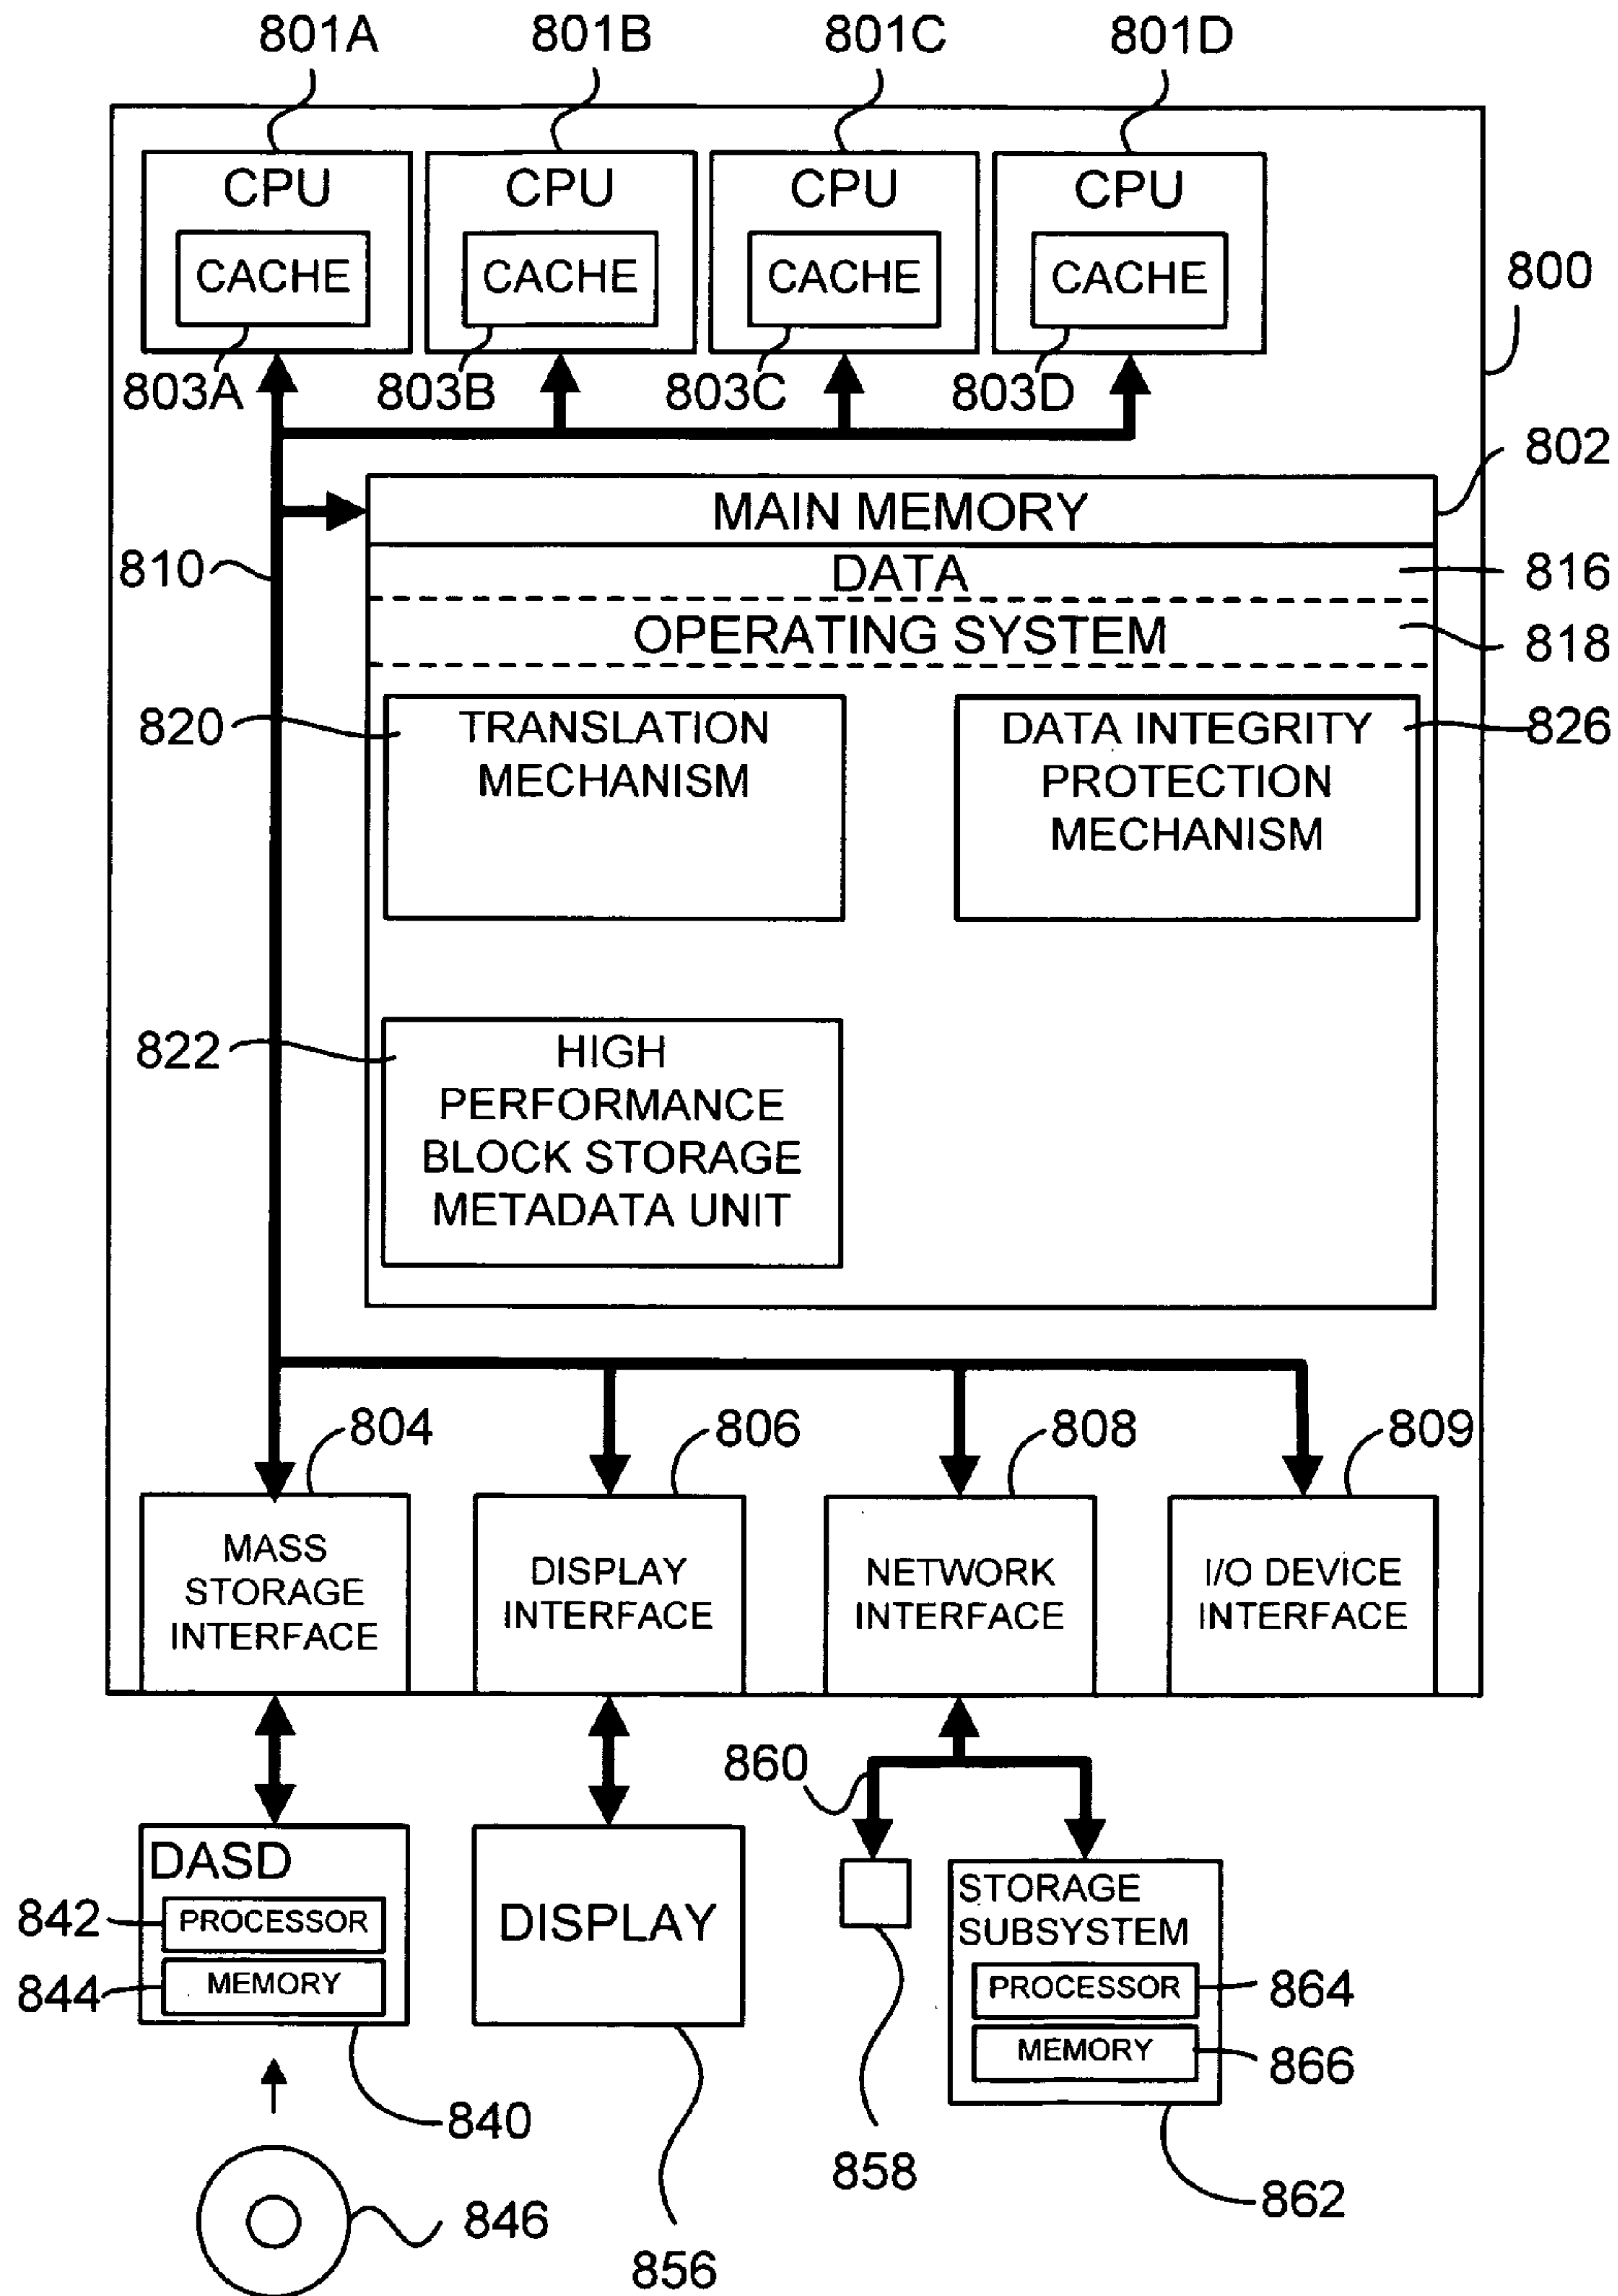 801A 801B 801C 801D
CPU CPU CPU CPU
CACHE CACHE CACHE CACHE
800
803A 803B 803C 803D
802
MAIN MEMORY
810
DATA
816
OPERATING SYSTEM
818
820
TRANSLATION
MECHANISM
DATA INTEGRITY
PROTECTION
MECHANISM
826
822
HIGH
PERFORMANCE
BLOCK STORAGE
METADATA UNIT
804 806 808 809
MASS
STORAGE
INTERFACE
DISPLAY
INTERFACE
NETWORK
INTERFACE
I/O DEVICE
INTERFACE
860
DASD
842
PROCESSOR
844
MEMORY
840
846
DISPLAY
856
858
STORAGE
SUBSYSTEM
PROCESSOR
864
MEMORY
866
862